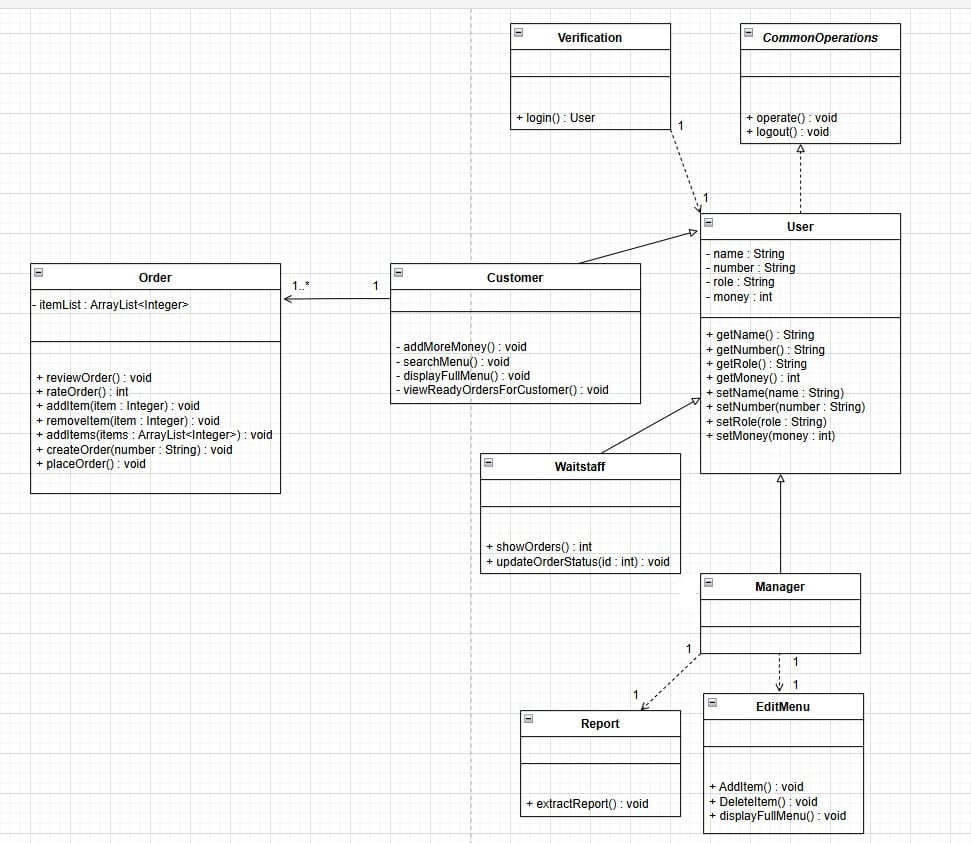 Verification
+ login() : User
1
1
CommonOperations
+ operate() : void
+ logout() : void
User
- name : String
- number : String
- role : String
- money : int
+ getName() : String
+ getNumber() : String
+ getRole() : String
+ getMoney() : int
+ setName(name : String)
+ setNumber(number : String)
+ setRole(role : String)
+ setMoney(money : int)
Order
- itemList : ArrayList<Integer>
+ reviewOrder() : void
+ rateOrder() : int
+ addItem(item : Integer) : void
+ removeItem(item : Integer) : void
+ addItems(items : ArrayList<Integer>) : void
+ createOrder(number : String) : void
+ placeOrder() : void
1..*
1
Customer
- addMoreMoney() : void
- searchMenu() : void
- displayFullMenu() : void
- viewReadyOrdersForCustomer() : void
Waitstaff
+ showOrders() : int
+ updateOrderStatus(id : int) : void
Manager
1
1
1
1
Report
+ extractReport() : void
EditMenu
+ AddItem() : void
+ DeleteItem() : void
+ displayFullMenu() : void